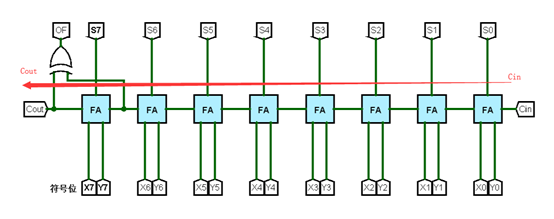 OF S7 S6 S5 S4 S3 S2 S1 S0
Cout Cin
Cout FA FA FA FA FA FA FA FA Cin
符号位 X7 Y7 X6 Y6 X5 Y5 X4 Y4 X3 Y3 X2 Y2 X1 Y1 X0 Y0